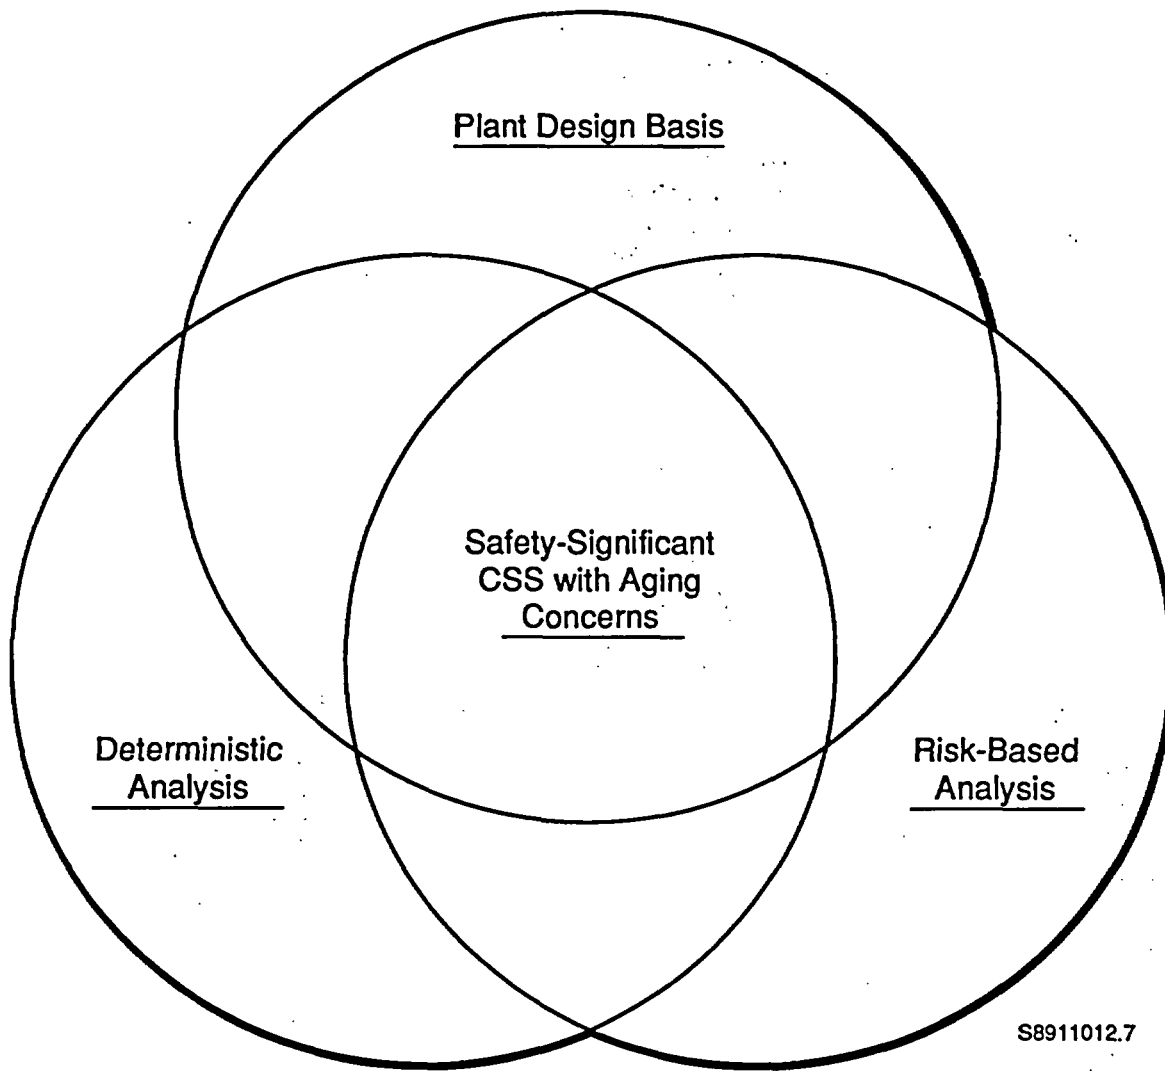 Plant Design Basis
Safety-Significant
CSS with Aging
Concerns
Deterministic
Analysis
Risk-Based
Analysis
S8911012.7